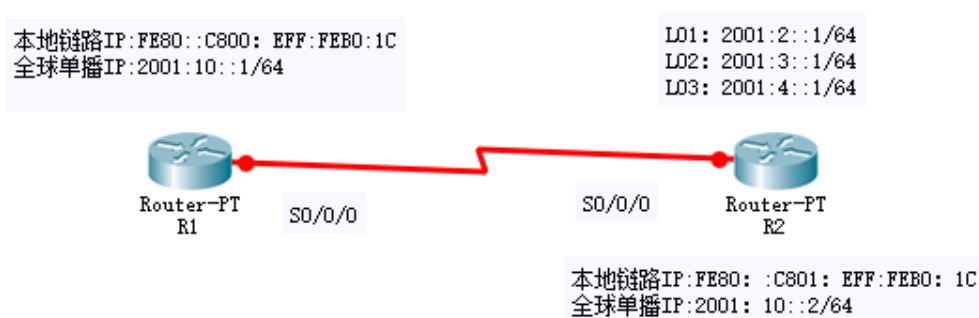 本地链路IP:FE80::C800: EFF:FEB0:1C
全球单播IP:2001:10::1/64
L01: 2001:2::1/64
L02: 2001:3::1/64
L03: 2001:4::1/64
Router-PT
R1
S0/0/0
S0/0/0
Router-PT
R2
本地链路IP:FE80: :C801: EFF:FEB0: 1C
全球单播IP:2001: 10::2/64